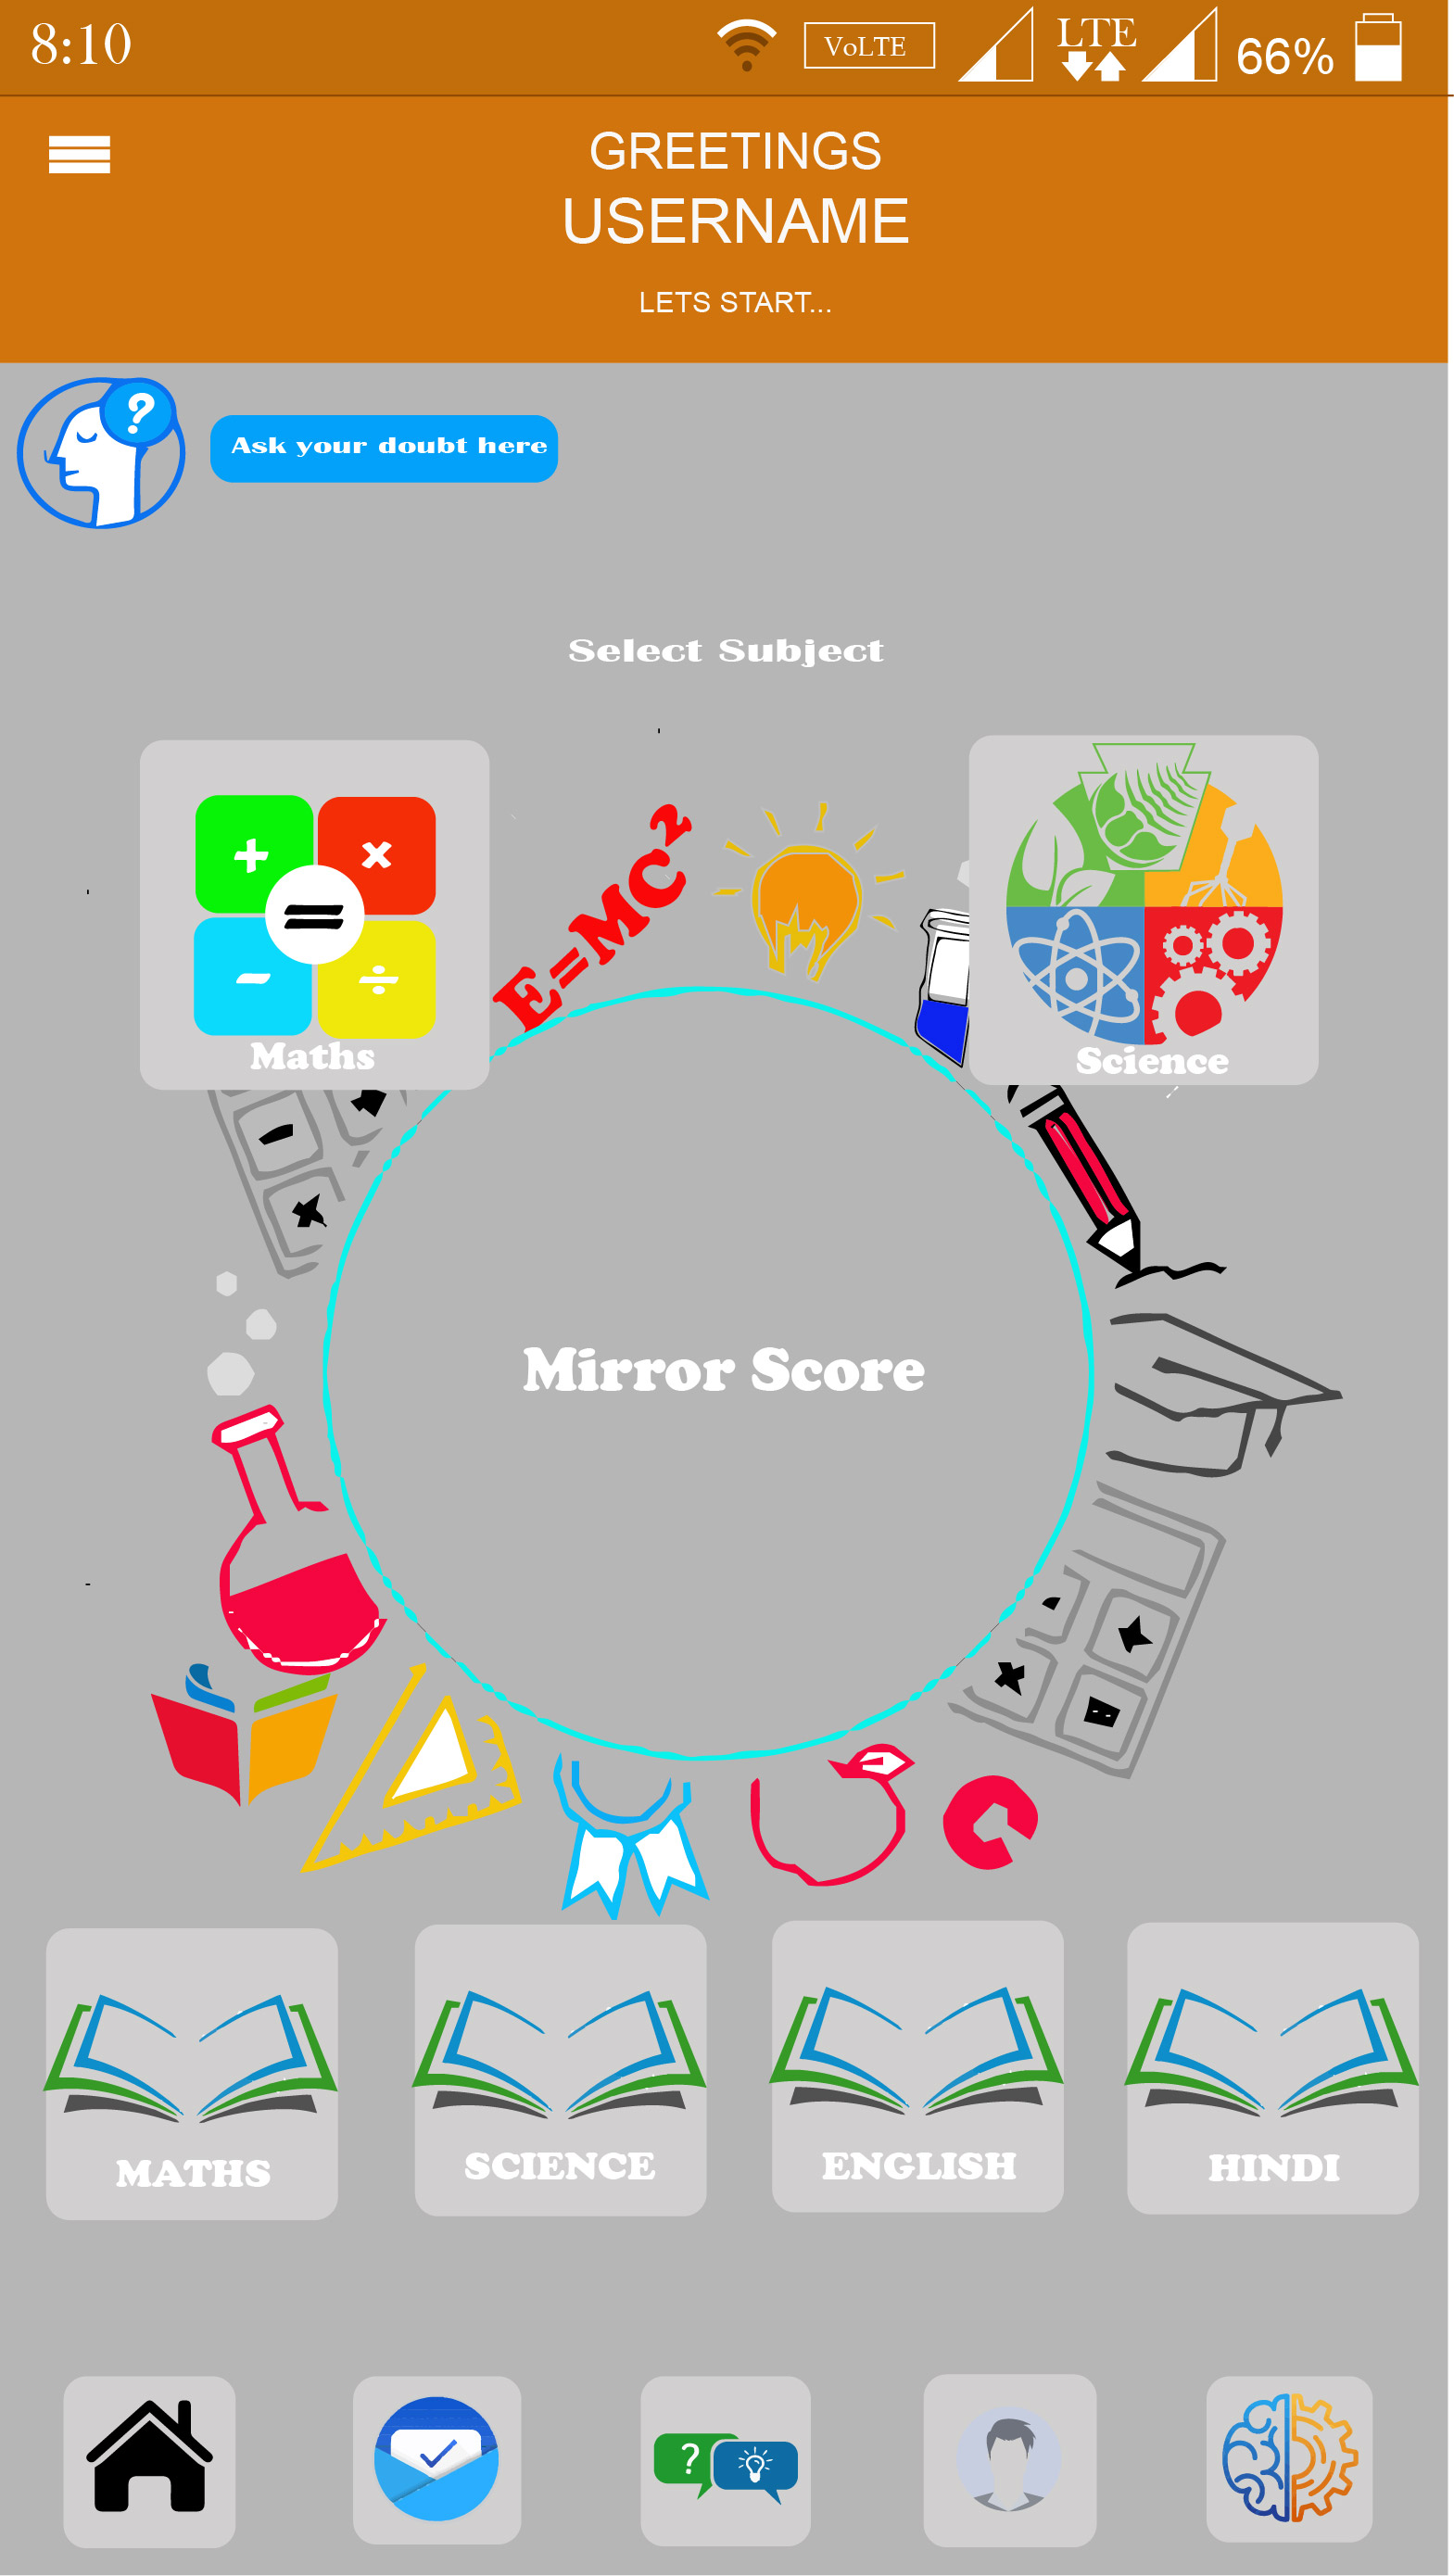 8:10 VoLTE LTE 66%
GREETINGS
USERNAME
LETS START...
?
Ask your doubt here
Select Subject
+ ×
=
− ÷
Maths
E=MC²
Science
Mirror Score
MATHS SCIENCE ENGLISH HINDI
?